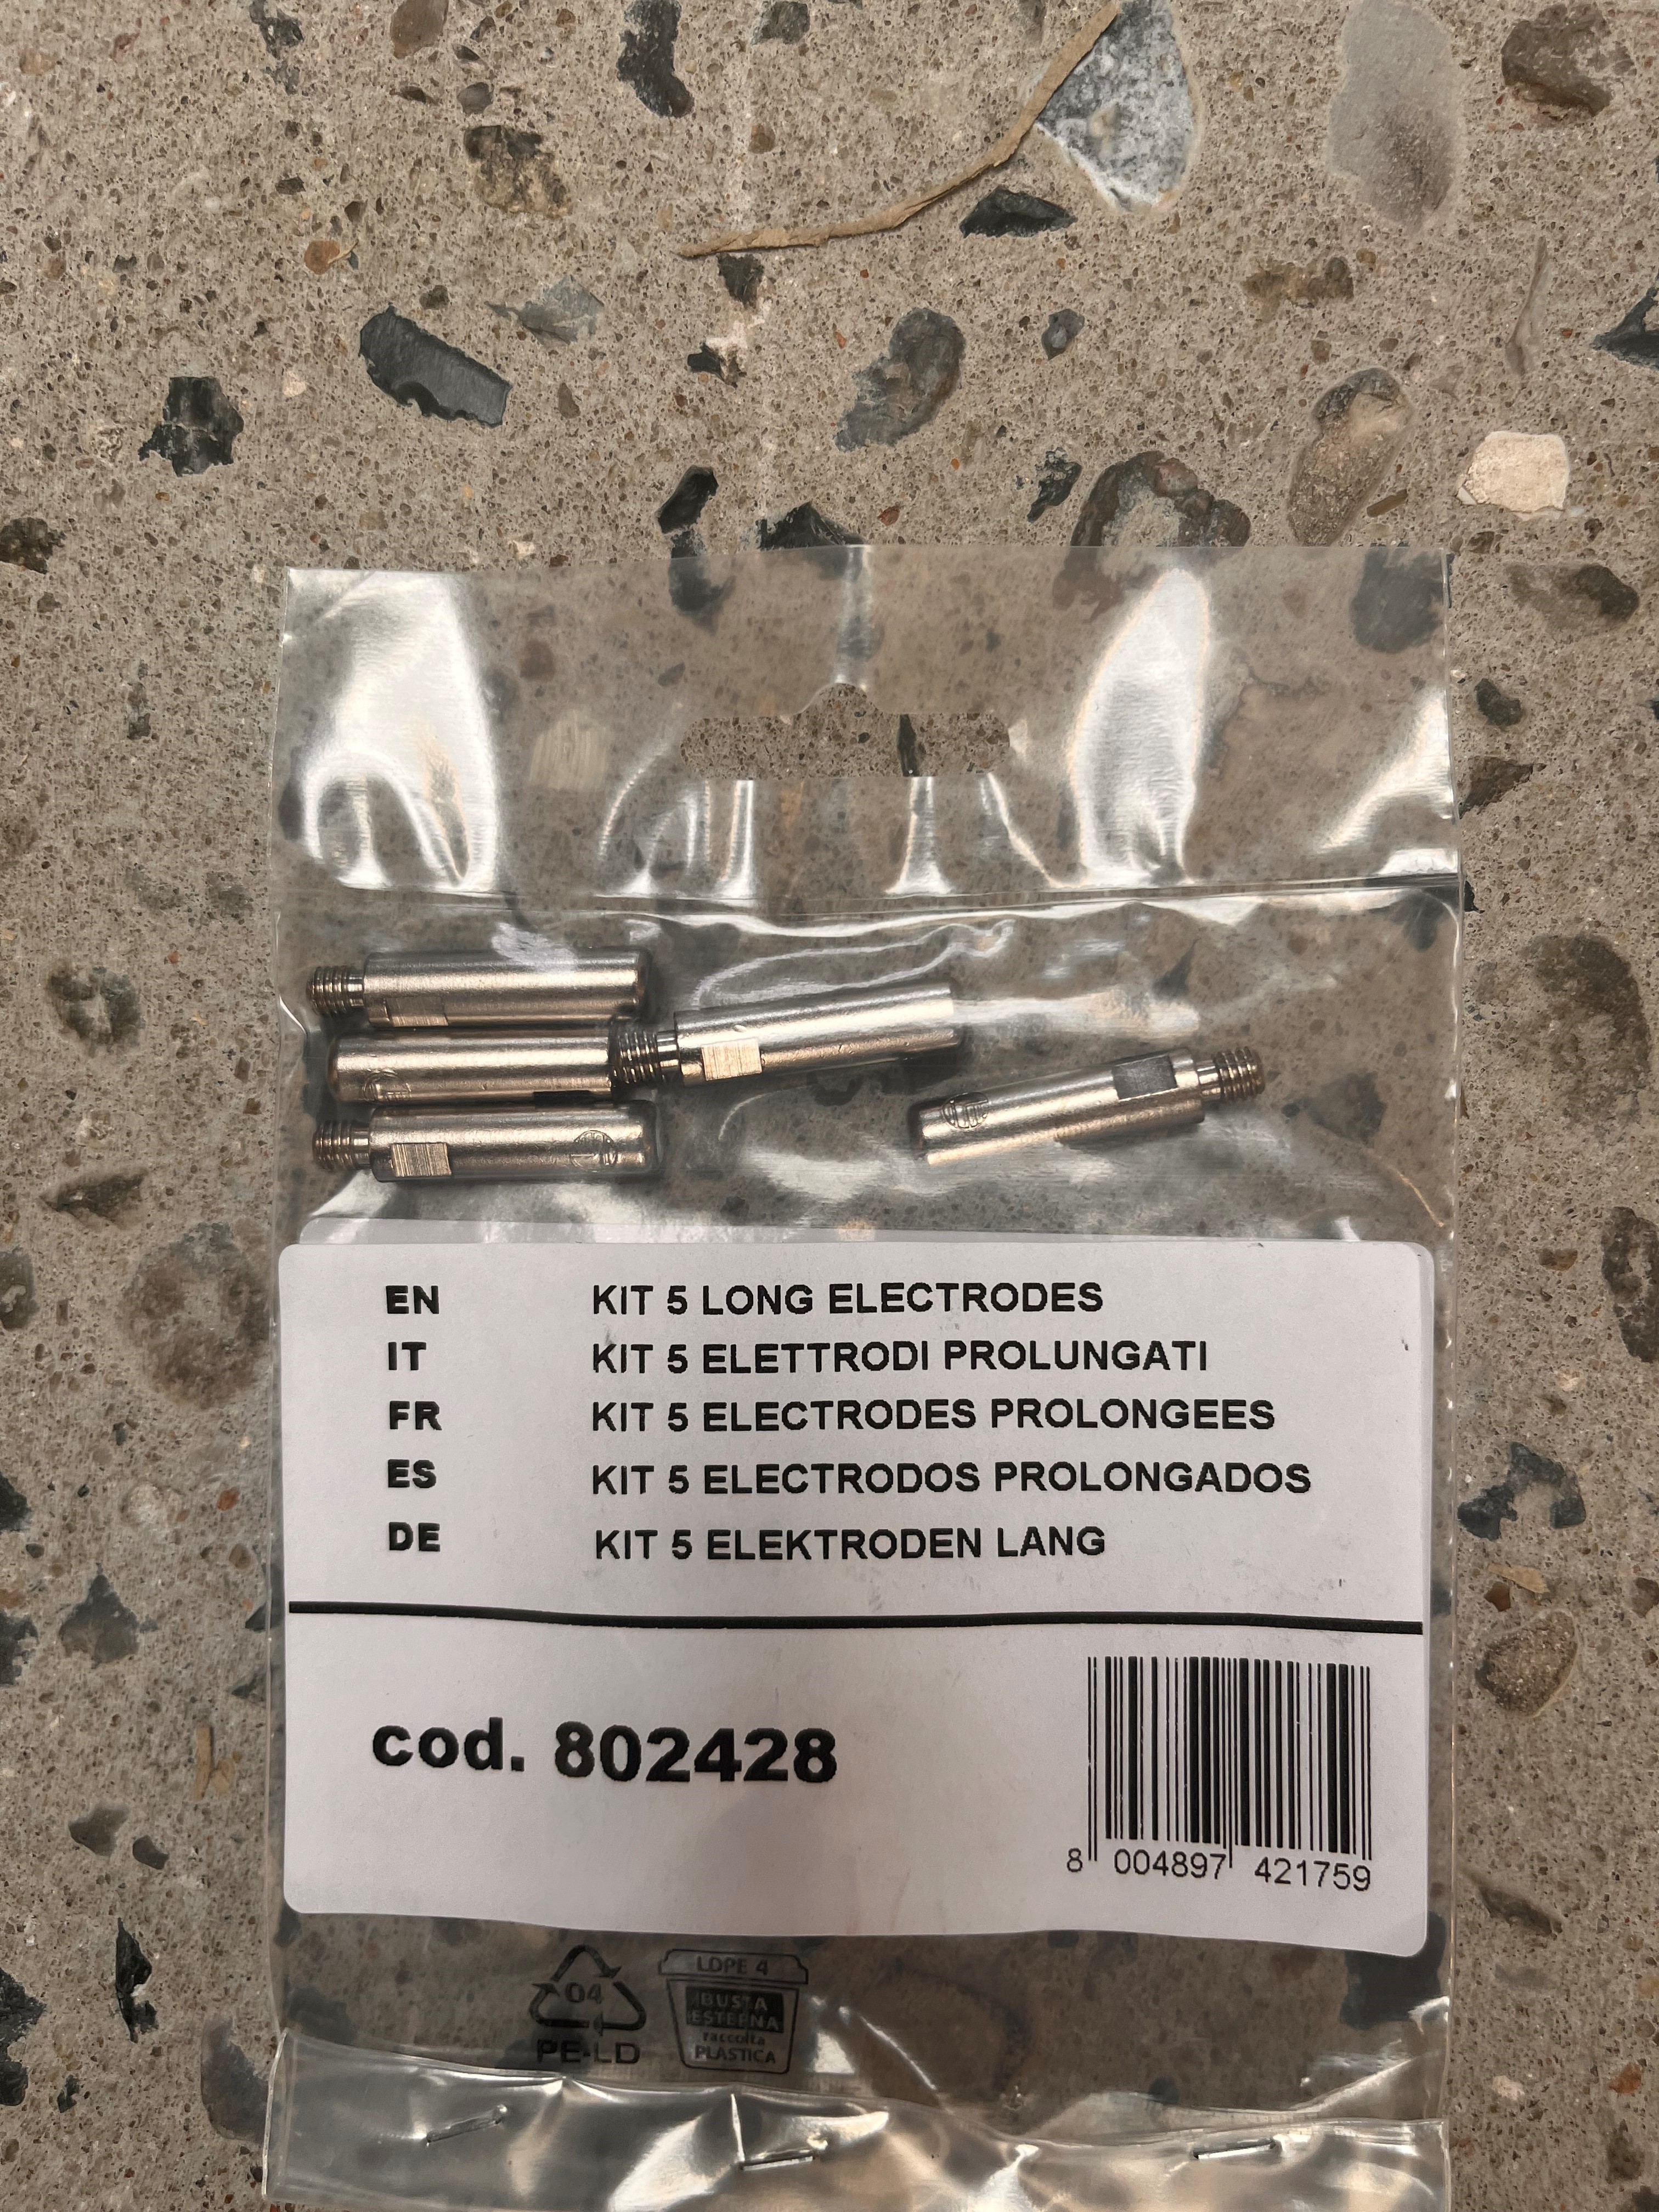 EN KIT 5 LONG ELECTRODES
IT KIT 5 ELETTRODI PROLUNGATI
FR KIT 5 ELECTRODES PROLONGEES
ES KIT 5 ELECTRODOS PROLONGADOS
DE KIT 5 ELEKTRODEN LANG
cod. 802428
8 004897 421759
04
PE-LD
LDPE 4
BUSTA
ESTERNA
raccolta
PLASTICA